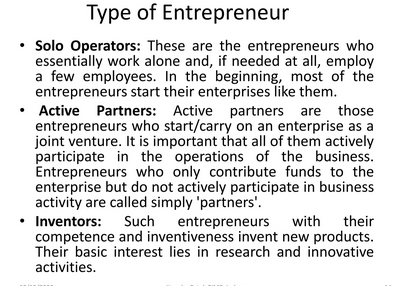 Type of Entrepreneur
• Solo Operators: These are the entrepreneurs who
essentially work alone and, if needed at all, employ
a few employees. In the beginning, most of the
entrepreneurs start their enterprises like them.
• Active Partners: Active partners are those
entrepreneurs who start/carry on an enterprise as a
joint venture. It is important that all of them actively
participate in the operations of the business.
Entrepreneurs who only contribute funds to the
enterprise but do not actively participate in business
activity are called simply 'partners'.
• Inventors: Such entrepreneurs with their
competence and inventiveness invent new products.
Their basic interest lies in research and innovative
activities.